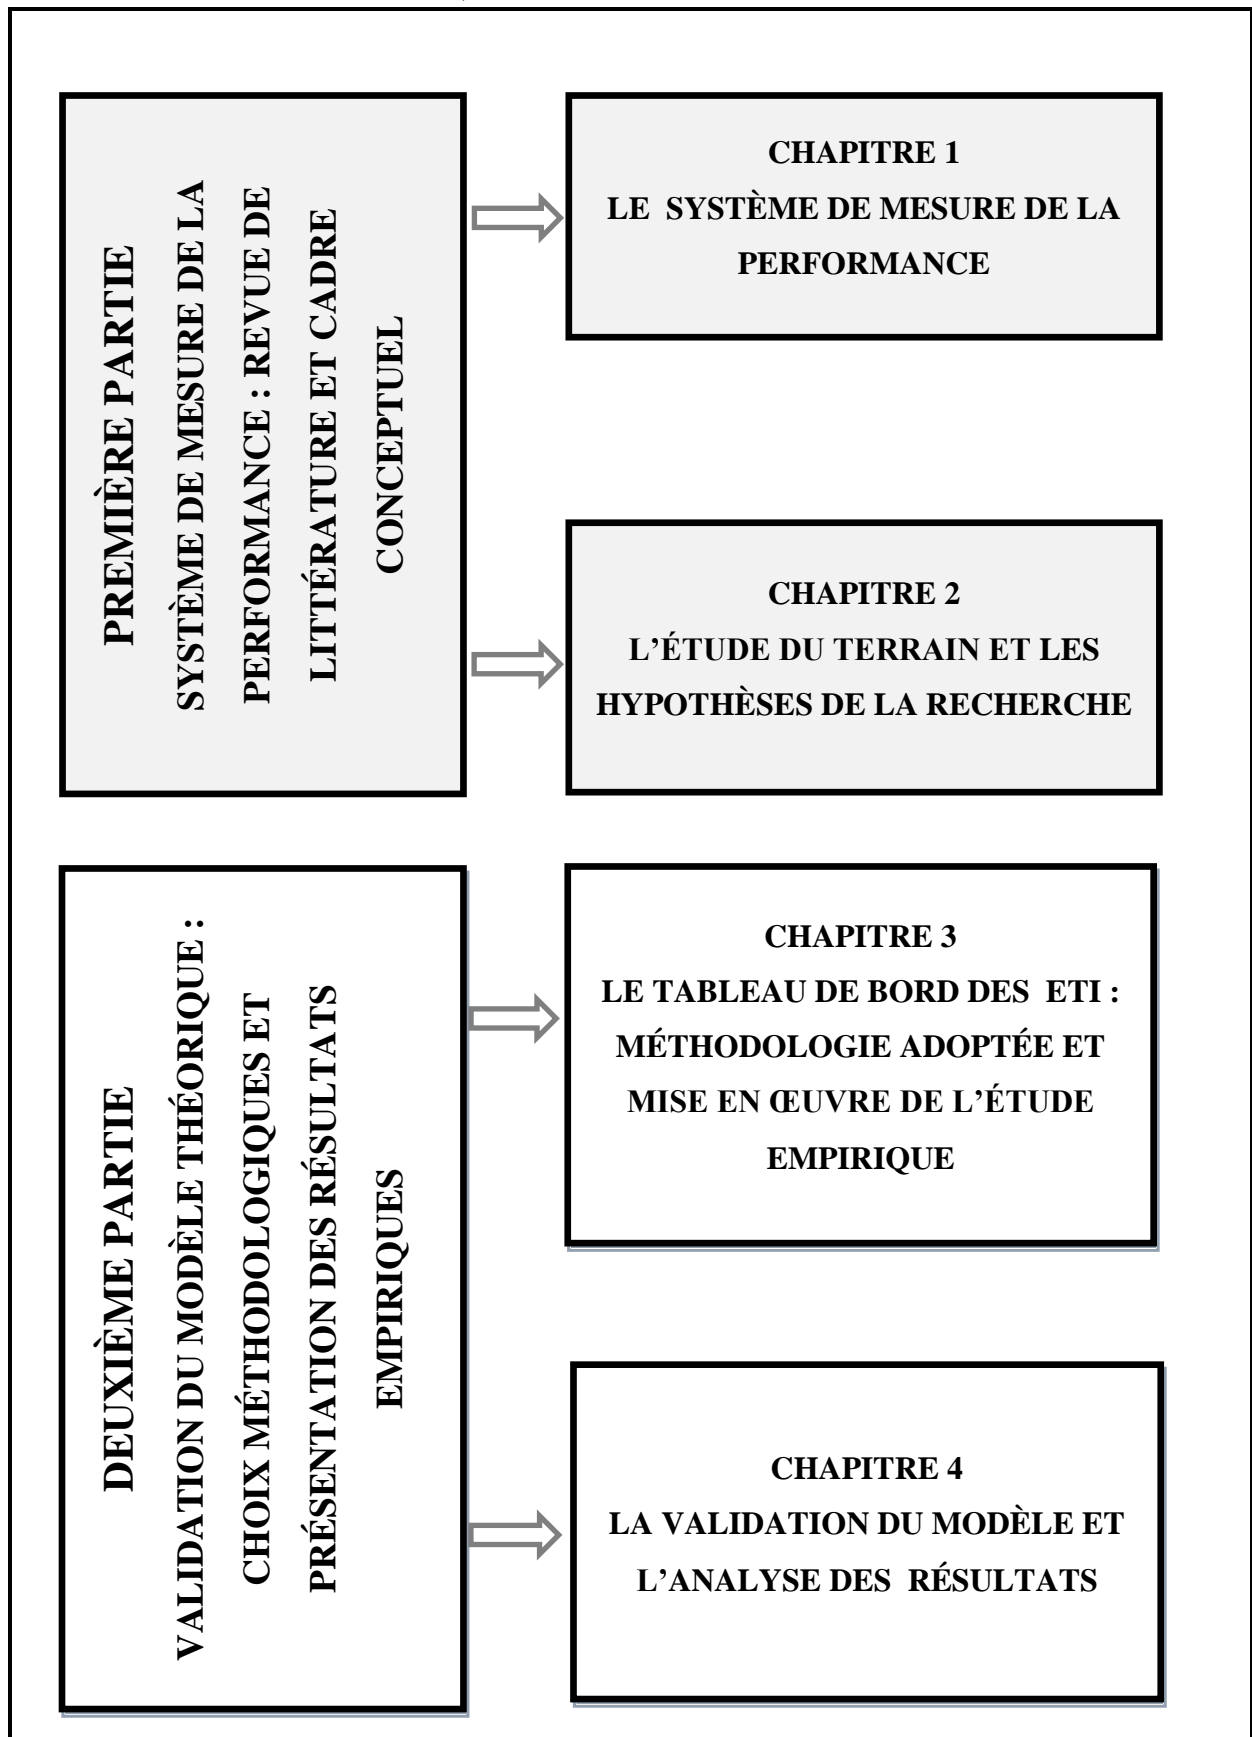 PREMIÈRE PARTIE
SYSTÈME DE MESURE DE LA
PERFORMANCE : REVUE DE
LITTÉRATURE ET CADRE
CONCEPTUEL
CHAPITRE 1
LE SYSTÈME DE MESURE DE LA
PERFORMANCE
CHAPITRE 2
L’ÉTUDE DU TERRAIN ET LES
HYPOTHÈSES DE LA RECHERCHE
DEUXIÈME PARTIE
VALIDATION DU MODÈLE THÉORIQUE :
CHOIX MÉTHODOLOGIQUES ET
PRÉSENTATION DES RÉSULTATS
EMPIRIQUES
CHAPITRE 3
LE TABLEAU DE BORD DES ETI :
MÉTHODOLOGIE ADOPTÉE ET
MISE EN ŒUVRE DE L’ÉTUDE
EMPIRIQUE
CHAPITRE 4
LA VALIDATION DU MODÈLE ET
L’ANALYSE DES RÉSULTATS